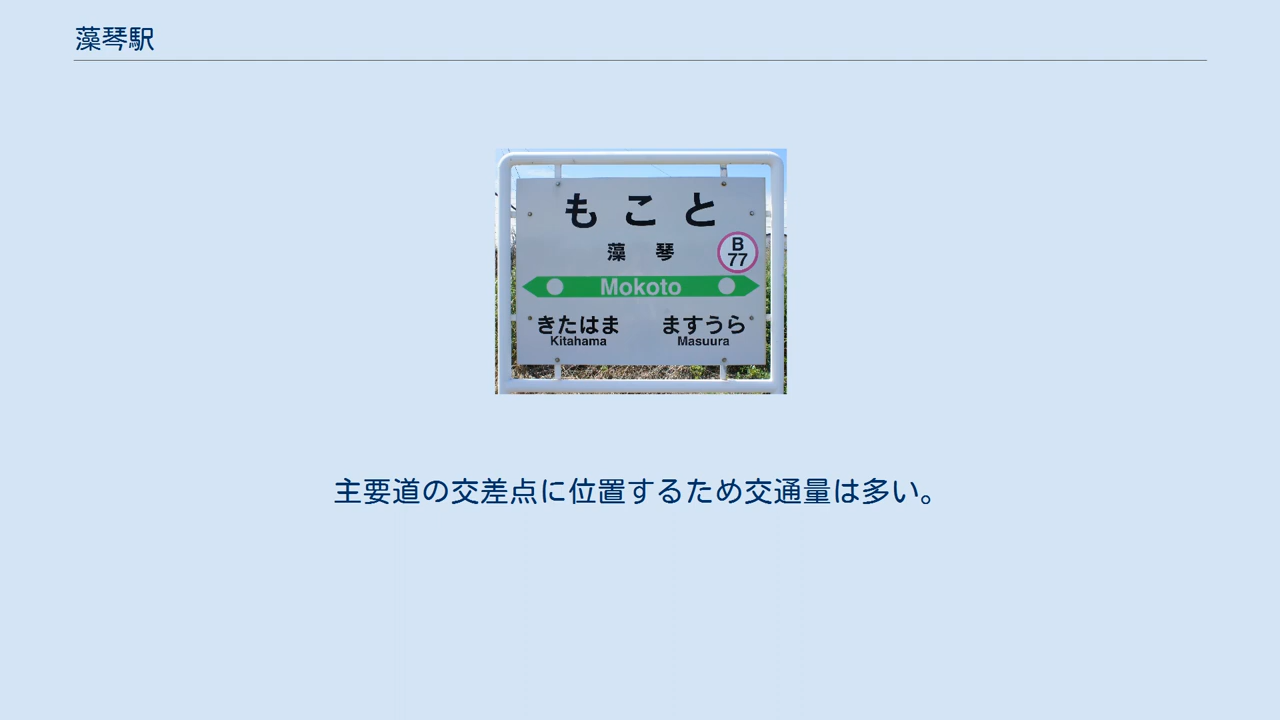 藻琴駅
もこと
藻琴
B
77
Mokoto
きたはま ますうら
Kitahama Masuura
主要道の交差点に位置するため交通量は多い。